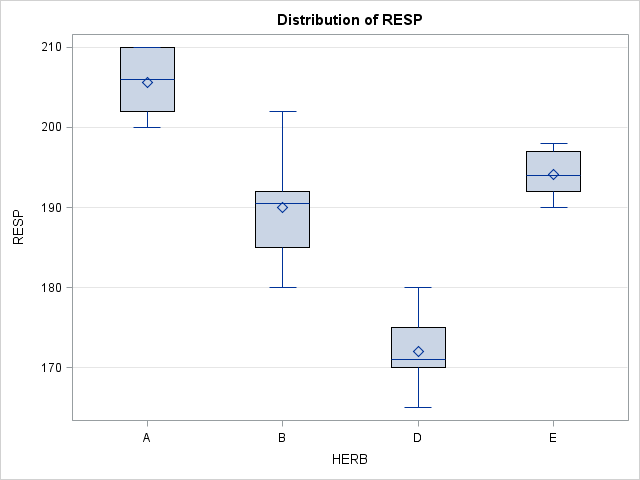 Distribution of RESP
210
200
190
180
170
RESP
A B D E
HERB